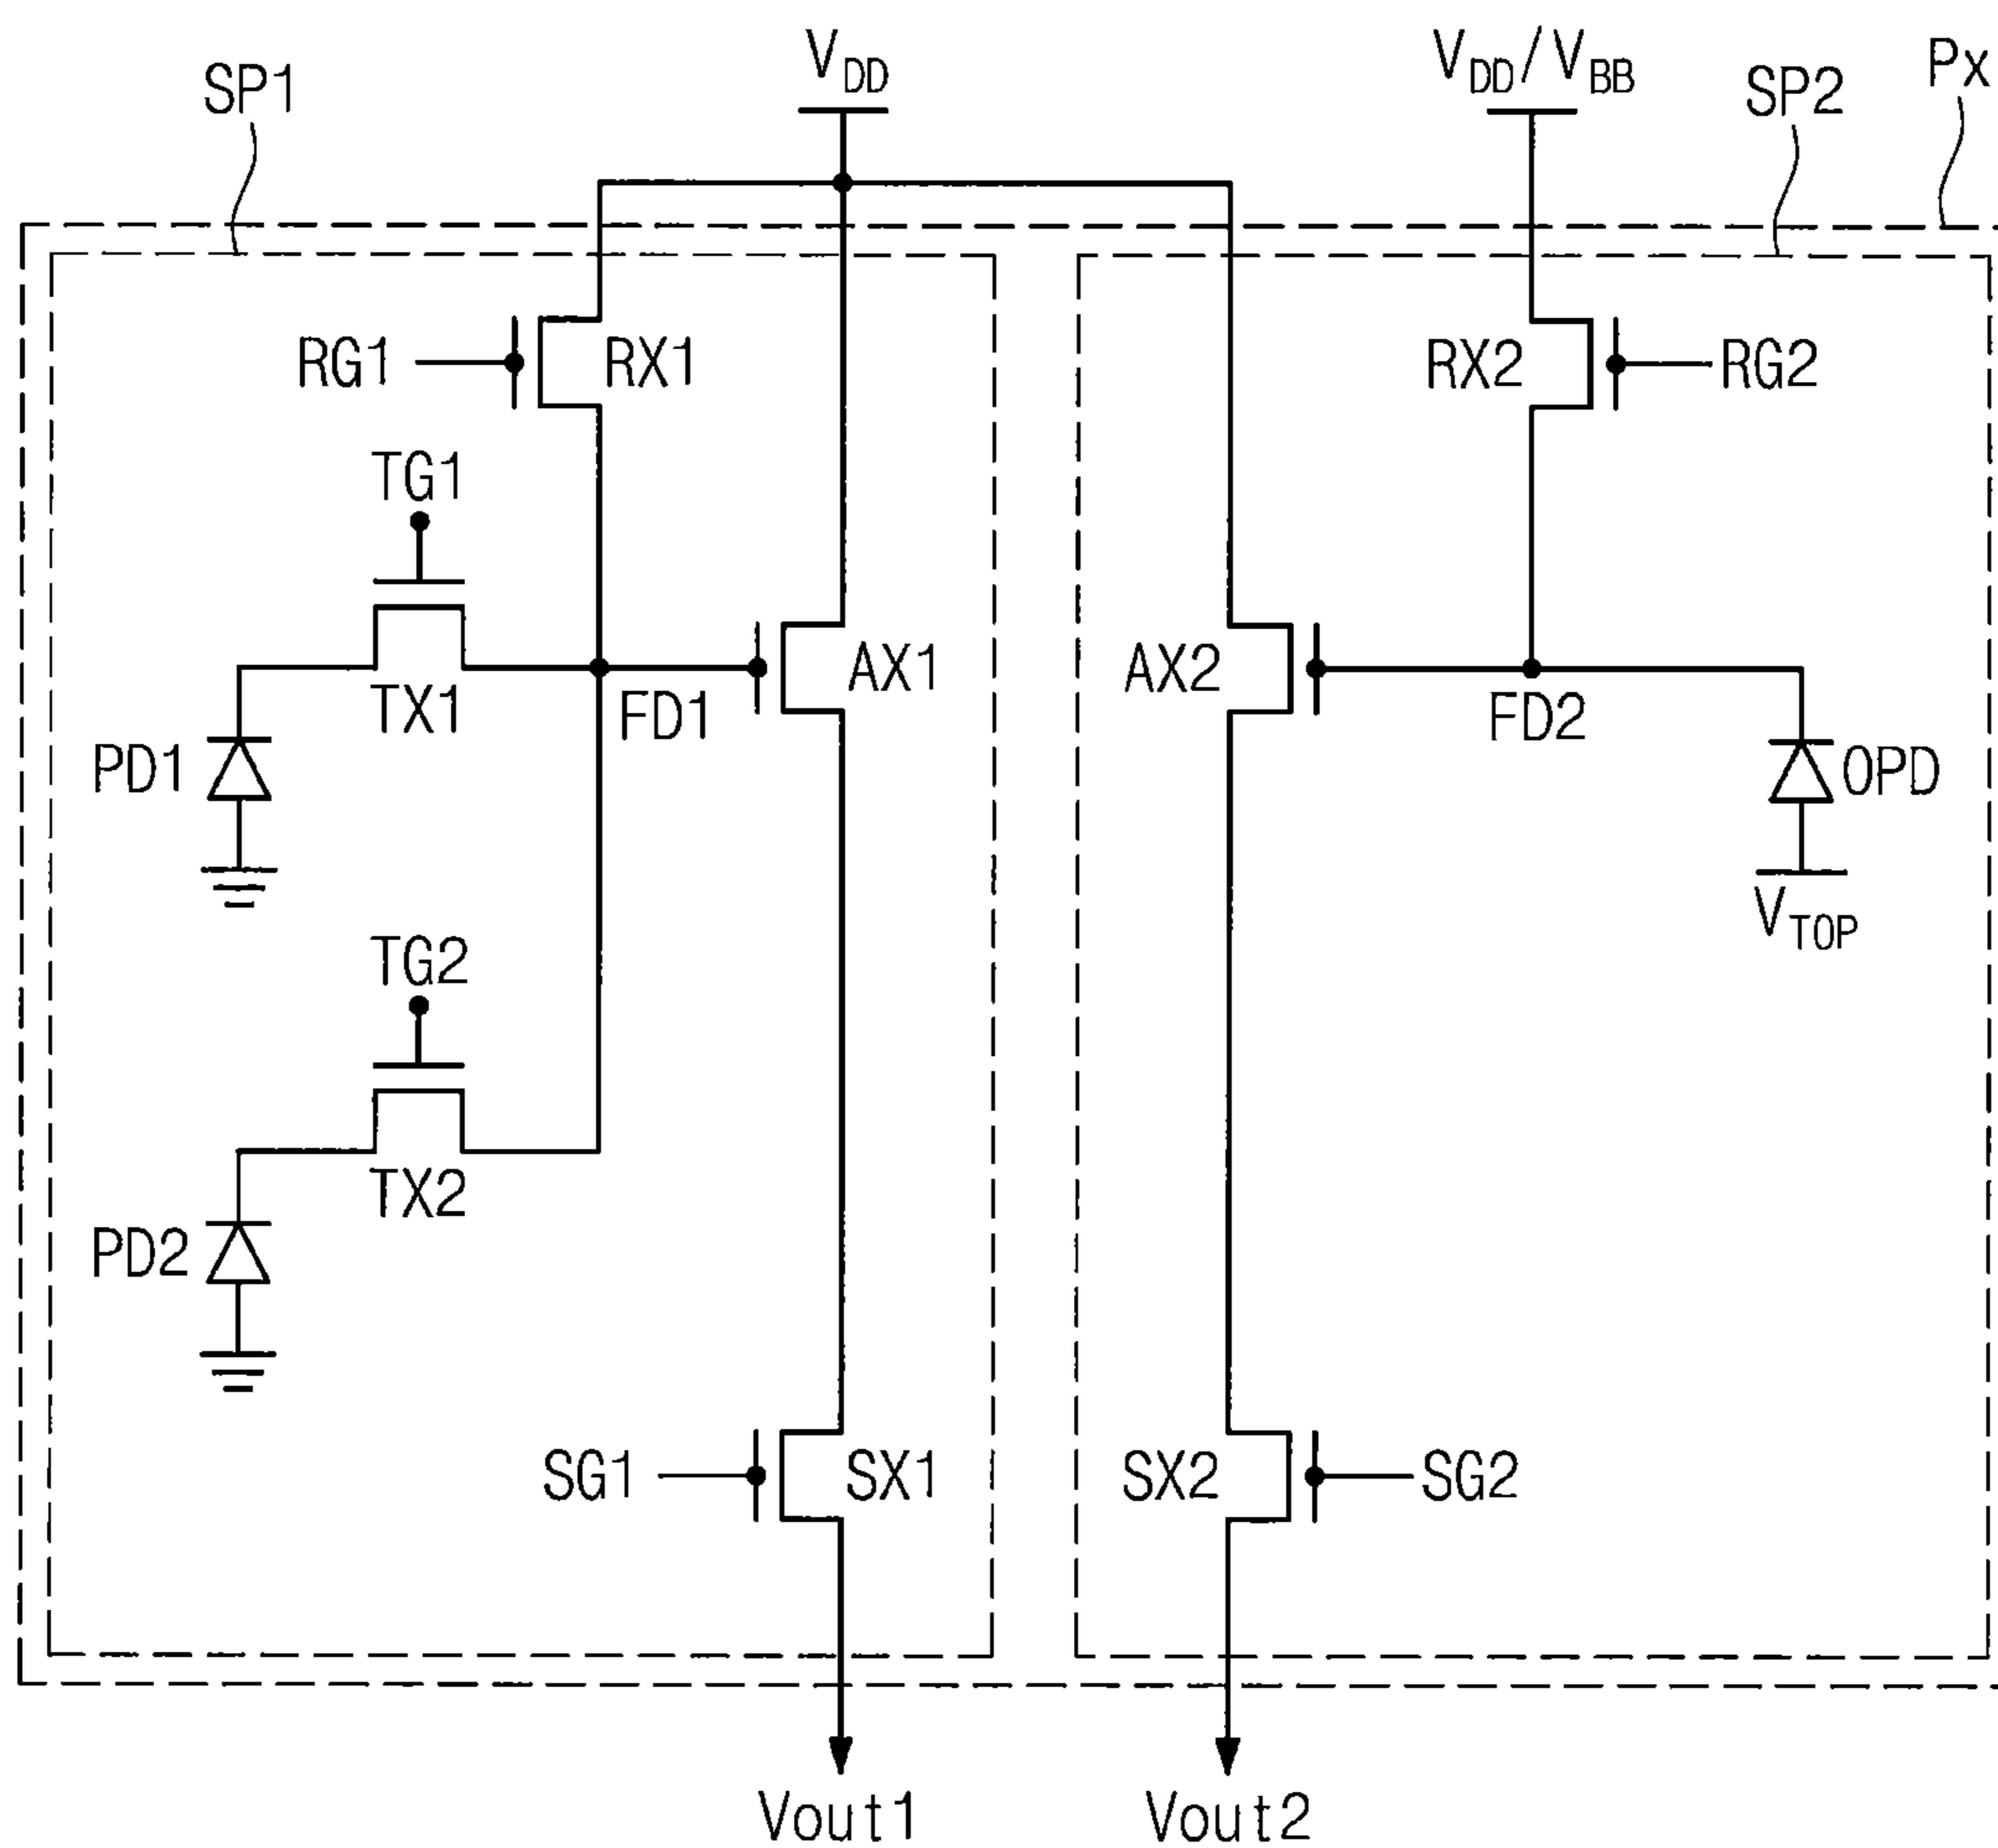 V_DD
V_DD/V_BB
Px
SP1
SP2
RG1
RX1
RX2
RG2
TG1
TX1
FD1
AX1
AX2
FD2
PD1
OPD
V_TOP
TG2
TX2
PD2
SG1
SX1
SX2
SG2
Vout1
Vout2